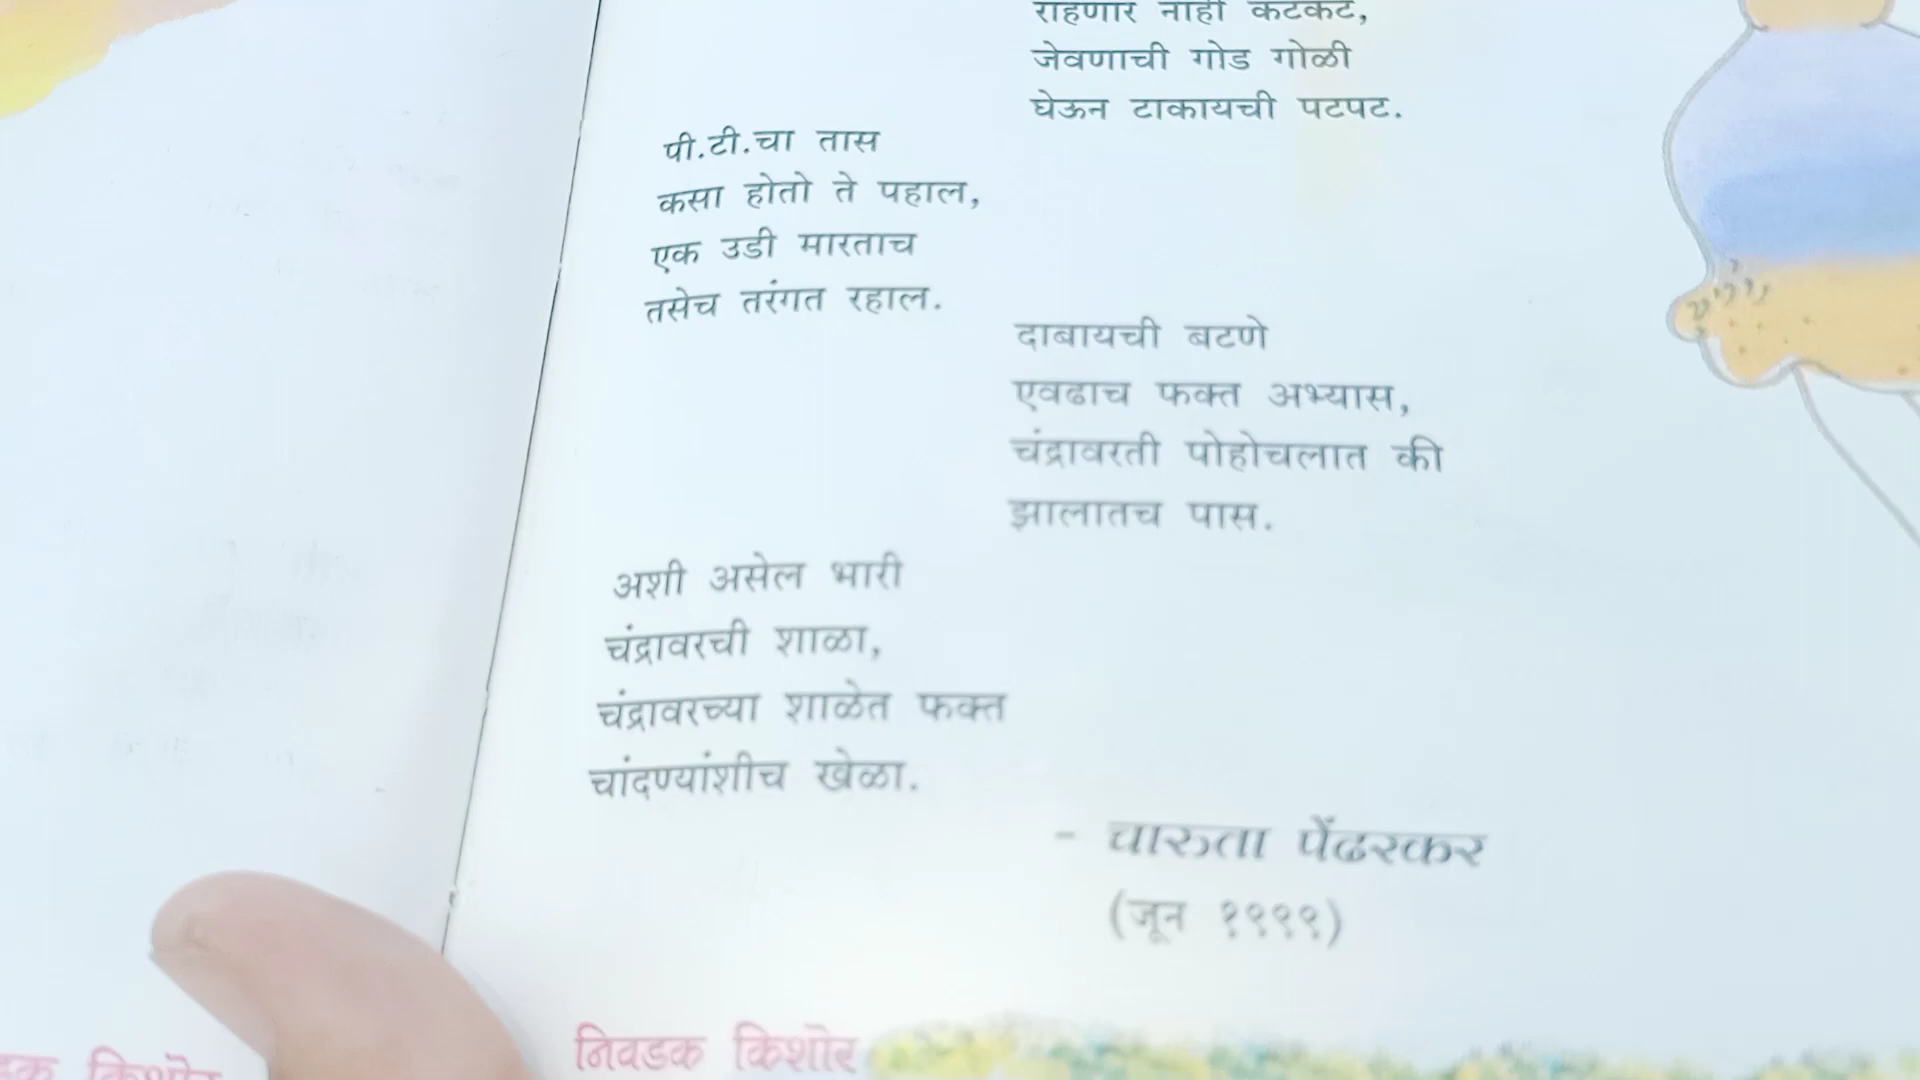 राहणार नाही कटकट,
जेवणाची गोड गोळी
घेऊन टाकायची पटपट.
पी.टी.चा तास
कसा होतो ते पहाल,
एक उडी मारताच
तसेच तरंगत रहाल.
दाबायची बटणे
एवढाच फक्त अभ्यास,
चंद्रावरती पोहोचलात की
झालातच पास.
अशी असेल भारी
चंद्रावरची शाळा,
चंद्रावरच्या शाळेत फक्त
चांदण्यांशीच खेळा.
- चारुता पेंढरकर
(जून १९९९)
निवडक किशोर
किशोर